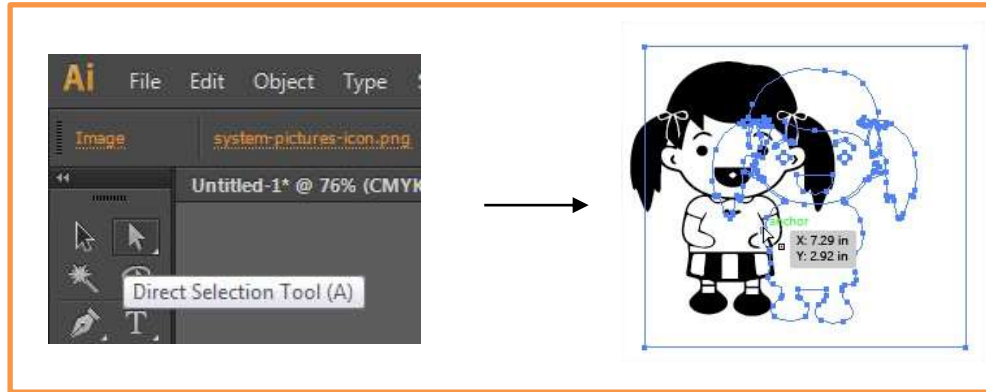 Ai File Edit Object Type
Image system-pictures-icon.png
Untitled-1* @ 76% (CMYK
Direct Selection Tool (A)
T
anchor
X: 7.29 in
Y: 2.92 in